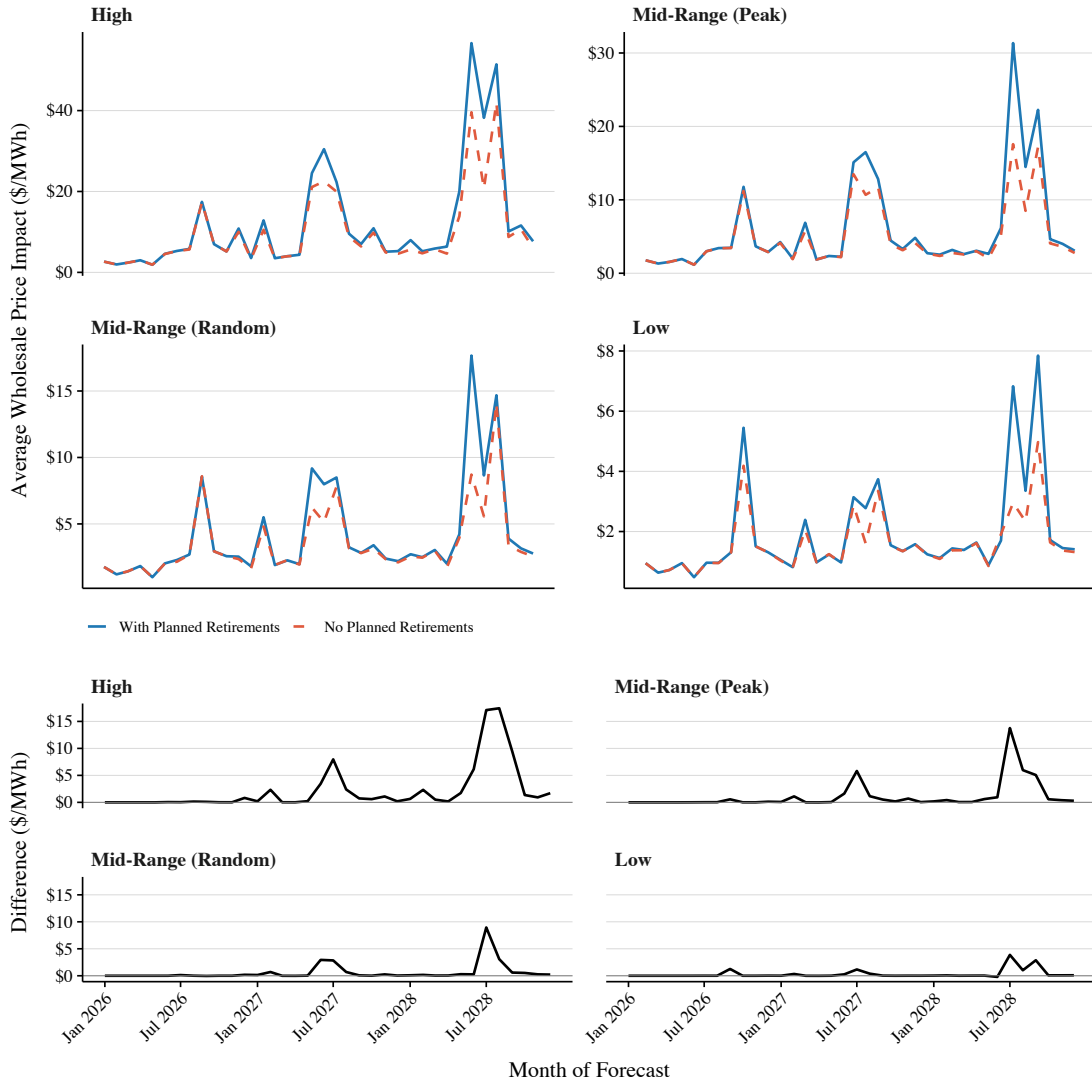 High
Mid-Range (Peak)
Average Wholesale Price Impact ($/MWh)
$40
$20
$0
$30
$20
$10
$0
Mid-Range (Random)
Low
$15
$10
$5
$8
$6
$4
$2
With Planned Retirements
No Planned Retirements
High
Mid-Range (Peak)
Difference ($/MWh)
$15
$10
$5
$0
Mid-Range (Random)
Low
$15
$10
$5
$0
Jan 2026
Jul 2026
Jan 2027
Jul 2027
Jan 2028
Jul 2028
Jan 2026
Jul 2026
Jan 2027
Jul 2027
Jan 2028
Jul 2028
Month of Forecast